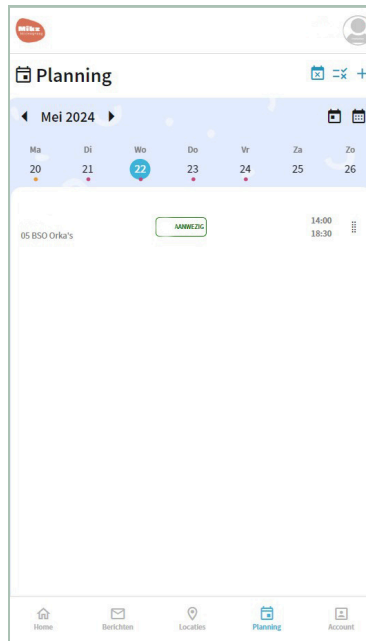 Miks
Planning
Mei 2024
Ma Di Wo Do Vr Za Zo
20 21 22 23 24 25 26
14:00
AANWEZIG
05 BSO Orka's
18:30
Home Berichten Locaties Planning Account